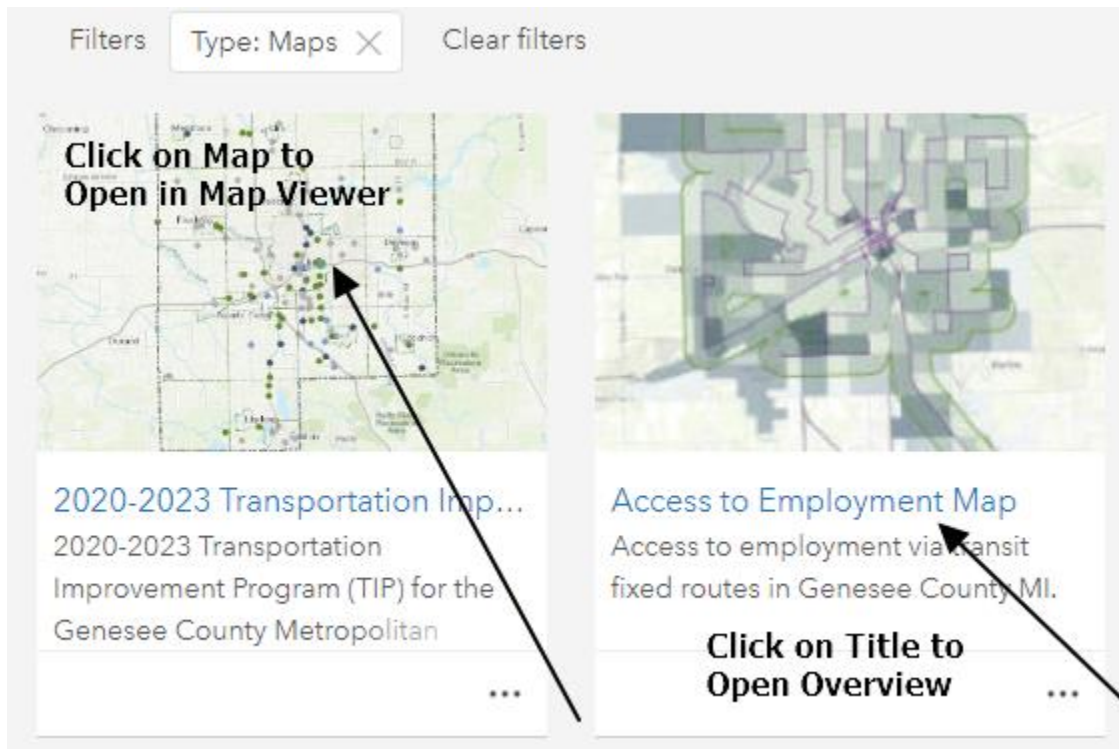 Filters Type: Maps Clear filters
Click on Map to
Open in Map Viewer
2020-2023 Transportation Imp...
2020-2023 Transportation
Improvement Program (TIP) for the
Genesee County Metropolitan
Access to Employment Map
Access to employment via transit
fixed routes in Genesee County MI.
Click on Title to
Open Overview